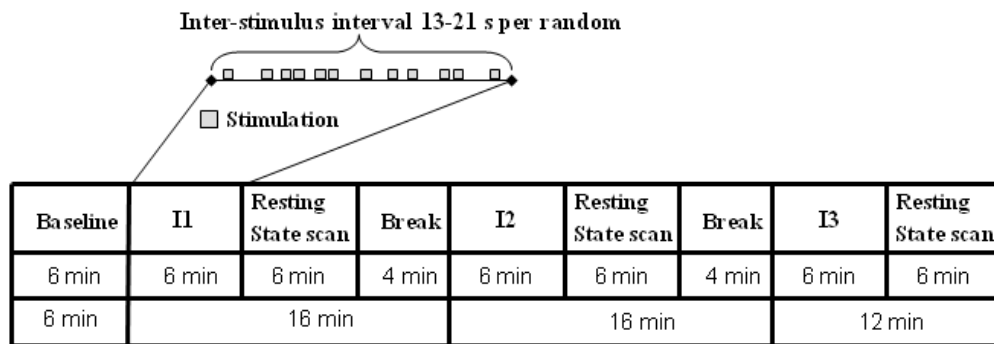 Inter-stimulus interval 13-21 s per random
Stimulation
Baseline I1 Resting State scan Break I2 Resting State scan Break I3 Resting State scan
6 min 6 min 6 min 4 min 6 min 6 min 4 min 6 min 6 min
6 min 16 min 16 min 12 min